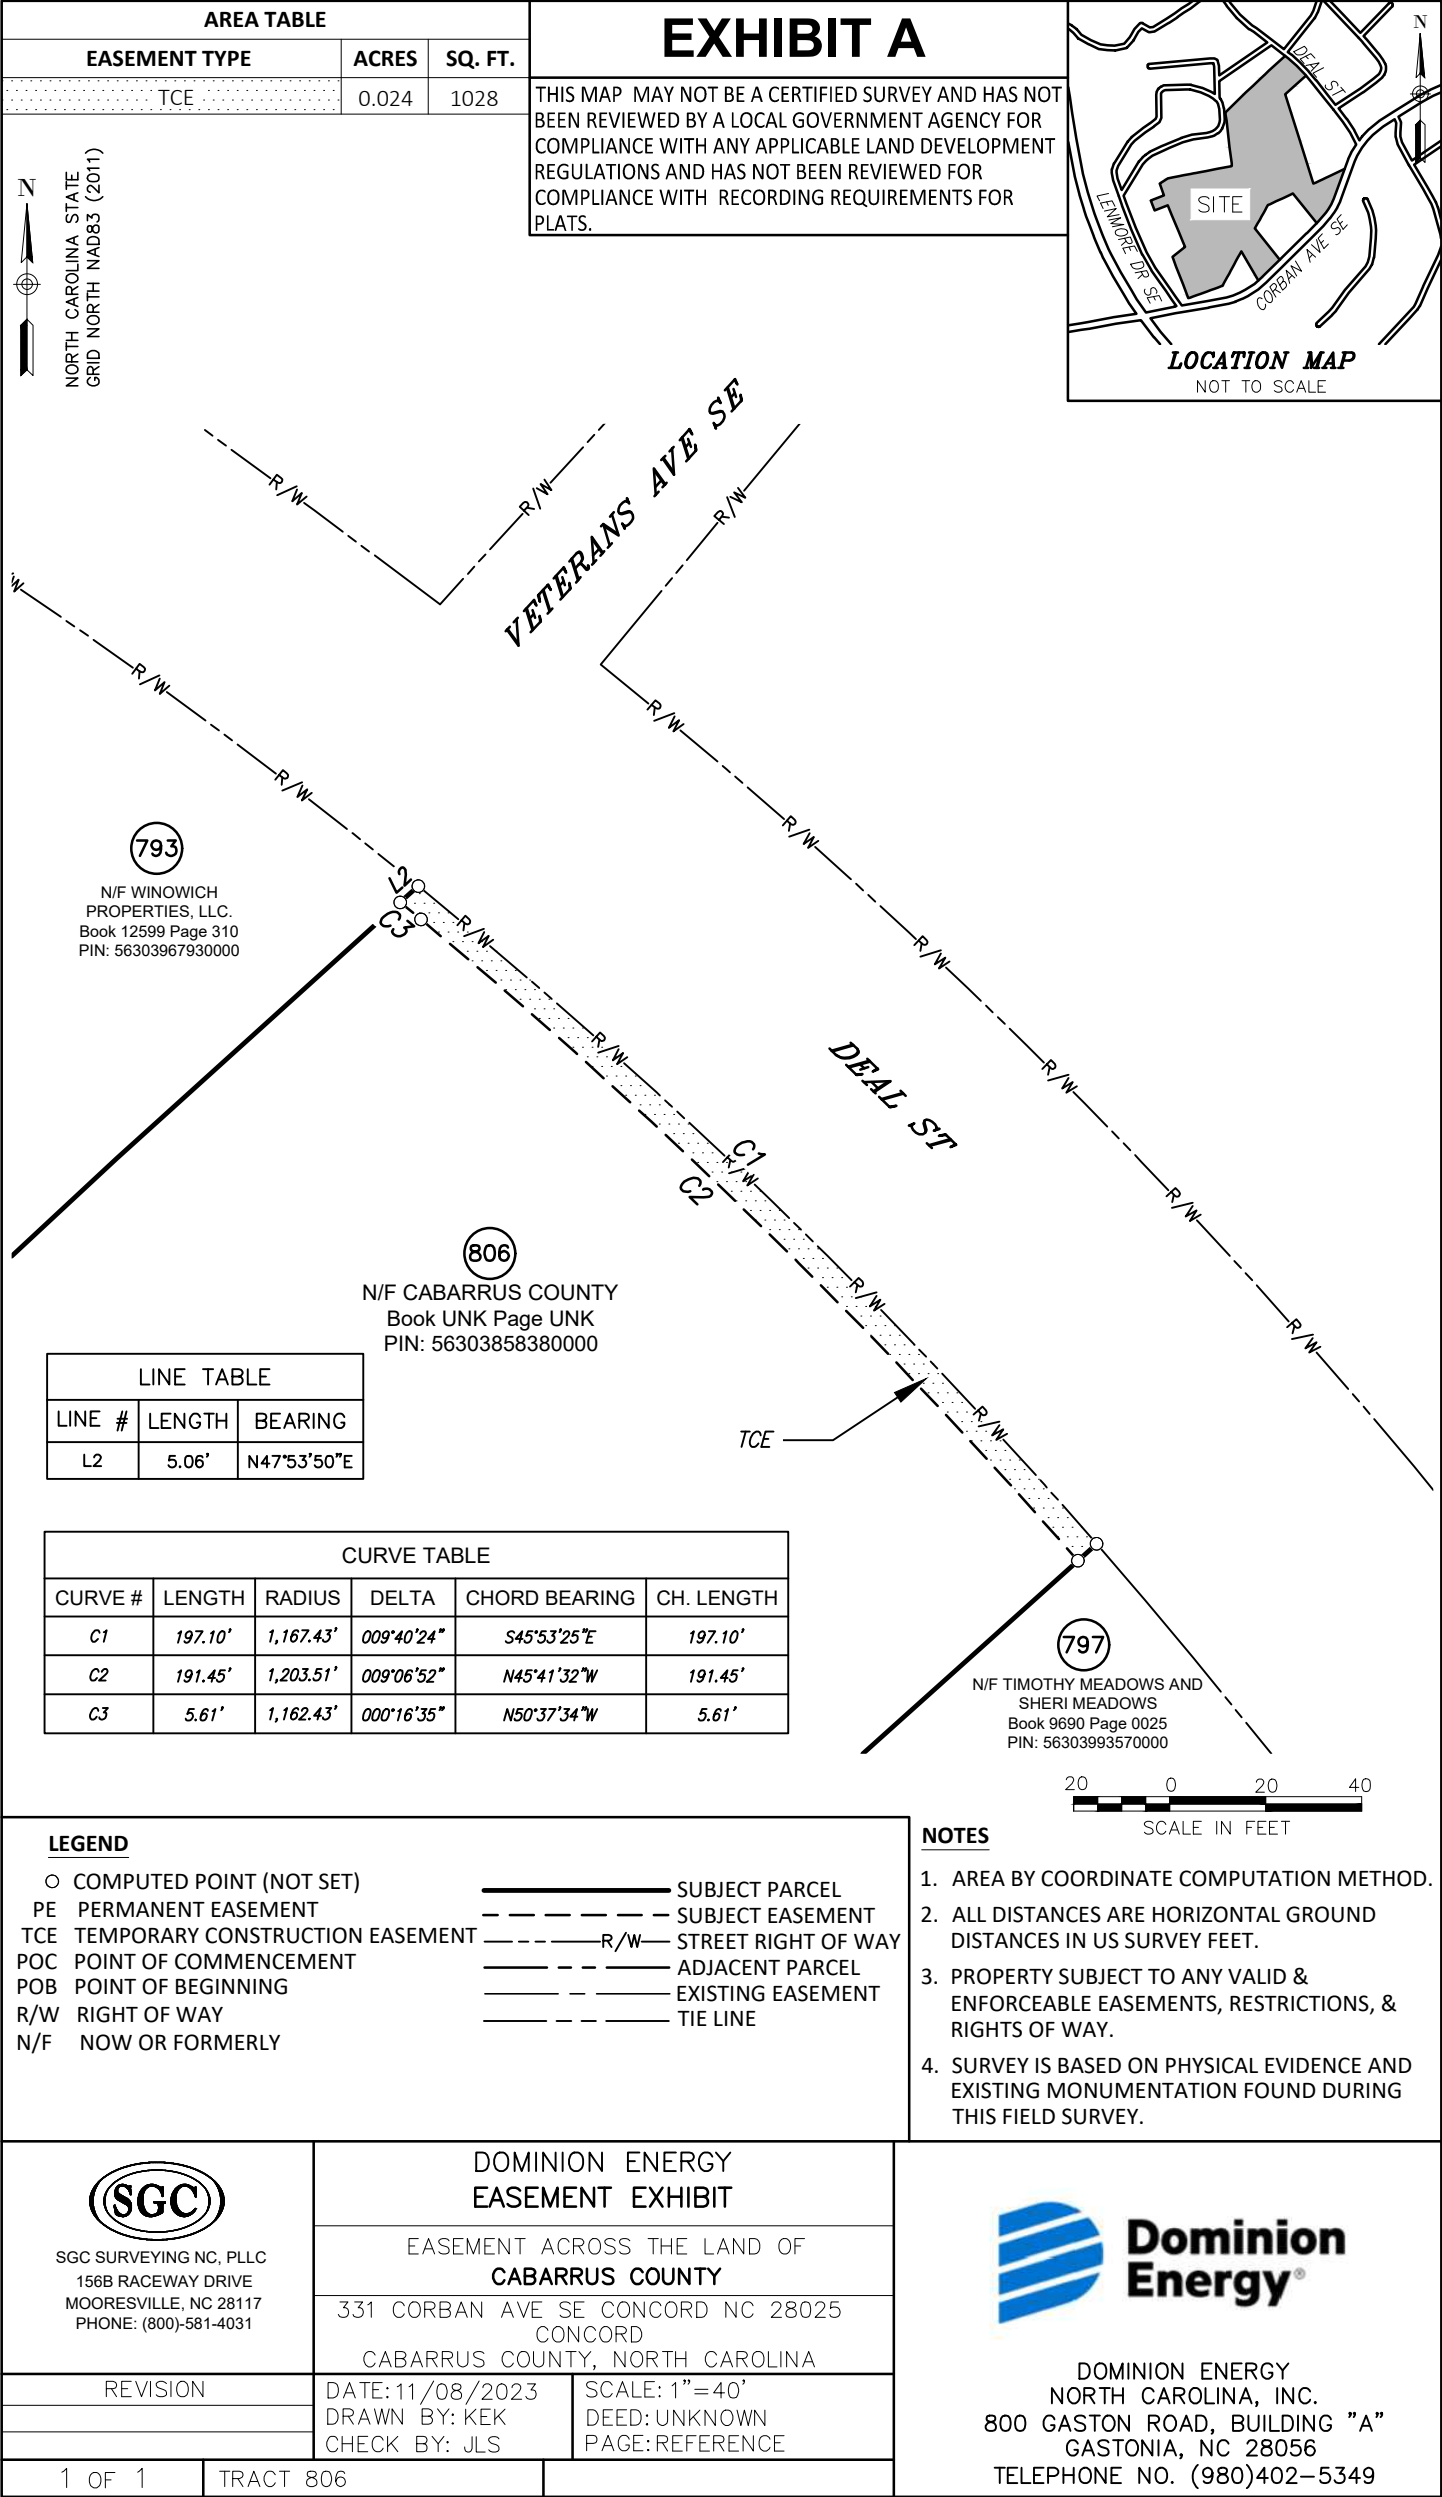 AREA TABLE
EASEMENT TYPE ACRES SQ. FT.
TCE 0.024 1028
EXHIBIT A
THIS MAP MAY NOT BE A CERTIFIED SURVEY AND HAS NOT
BEEN REVIEWED BY A LOCAL GOVERNMENT AGENCY FOR
COMPLIANCE WITH ANY APPLICABLE LAND DEVELOPMENT
REGULATIONS AND HAS NOT BEEN REVIEWED FOR
COMPLIANCE WITH RECORDING REQUIREMENTS FOR
PLATS.
N
DEAL ST
SITE
LENMORE DR SE
CORBAN AVE SE
LOCATION MAP
NOT TO SCALE
N
NORTH CAROLINA STATE
GRID NORTH NAD83 (2011)
VETERANS AVE SE
R/W
R/W
R/W
W
R/W
R/W
R/W
R/W
R/W
R/W
R/W
R/W
793
N/F WINOWICH
PROPERTIES, LLC.
Book 12599 Page 310
PIN: 56303967930000
L2
C3
R/W
R/W
DEAL ST
C1
R/W
C2
R/W
R/W
806
N/F CABARRUS COUNTY
Book UNK Page UNK
PIN: 56303858380000
TCE
LINE TABLE
LINE # LENGTH BEARING
L2 5.06' N47°53'50"E
CURVE TABLE
CURVE # LENGTH RADIUS DELTA CHORD BEARING CH. LENGTH
C1 197.10' 1,167.43' 009°40'24" S45°53'25"E 197.10'
C2 191.45' 1,203.51' 009°06'52" N45°41'32"W 191.45'
C3 5.61' 1,162.43' 000°16'35" N50°37'34"W 5.61'
797
N/F TIMOTHY MEADOWS AND
SHERI MEADOWS
Book 9690 Page 0025
PIN: 56303993570000
20 0 20 40
SCALE IN FEET
LEGEND
COMPUTED POINT (NOT SET)
PE PERMANENT EASEMENT
TCE TEMPORARY CONSTRUCTION EASEMENT
POC POINT OF COMMENCEMENT
POB POINT OF BEGINNING
R/W RIGHT OF WAY
N/F NOW OR FORMERLY
SUBJECT PARCEL
SUBJECT EASEMENT
R/W STREET RIGHT OF WAY
ADJACENT PARCEL
EXISTING EASEMENT
TIE LINE
NOTES
1. AREA BY COORDINATE COMPUTATION METHOD.
2. ALL DISTANCES ARE HORIZONTAL GROUND
DISTANCES IN US SURVEY FEET.
3. PROPERTY SUBJECT TO ANY VALID &
ENFORCEABLE EASEMENTS, RESTRICTIONS, &
RIGHTS OF WAY.
4. SURVEY IS BASED ON PHYSICAL EVIDENCE AND
EXISTING MONUMENTATION FOUND DURING
THIS FIELD SURVEY.
SGC
SGC SURVEYING NC, PLLC
156B RACEWAY DRIVE
MOORESVILLE, NC 28117
PHONE: (800)-581-4031
DOMINION ENERGY
EASEMENT EXHIBIT
EASEMENT ACROSS THE LAND OF
CABARRUS COUNTY
331 CORBAN AVE SE CONCORD NC 28025
CONCORD
CABARRUS COUNTY, NORTH CAROLINA
REVISION
DATE: 11/08/2023
DRAWN BY: KEK
CHECK BY: JLS
SCALE: 1"=40'
DEED: UNKNOWN
PAGE: REFERENCE
1 OF 1
TRACT 806
Dominion
Energy®
DOMINION ENERGY
NORTH CAROLINA, INC.
800 GASTON ROAD, BUILDING "A"
GASTONIA, NC 28056
TELEPHONE NO. (980)402-5349